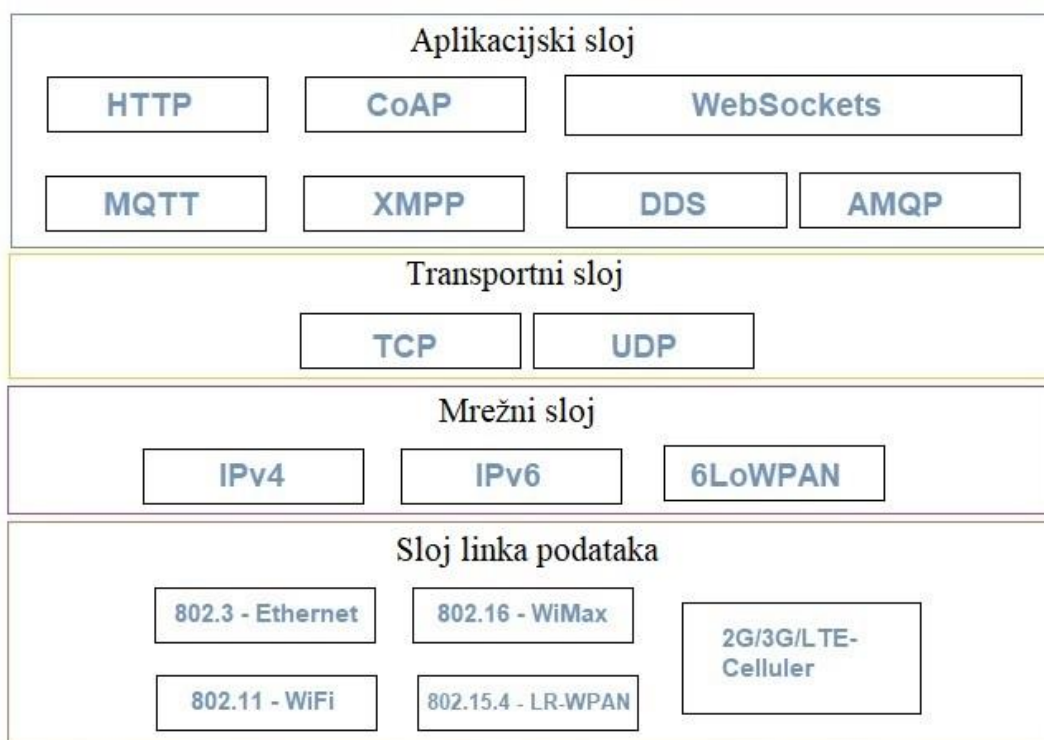 Aplikacijski sloj
HTTP
CoAP
WebSockets
MQTT
XMPP
DDS
AMQP
Transportni sloj
TCP
UDP
Mrežni sloj
IPv4
IPv6
6LoWPAN
Sloj linka podataka
802.3 - Ethernet
802.16 - WiMax
2G/3G/LTE-
Celluler
802.11 - WiFi
802.15.4 - LR-WPAN